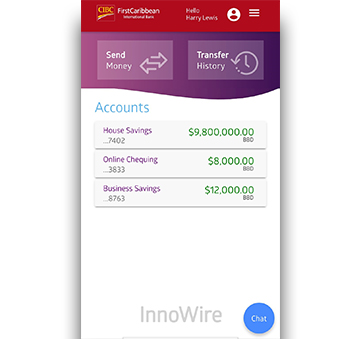 CIBC
FirstCaribbean
International Bank
Hello
Harry Lewis
Send
Money
Transfer
History
Accounts
House Savings
...7402
$9,800,000.00
BBD
Online Chequing
...3833
$8,000.00
BBD
Business Savings
...8763
$12,000.00
BBD
InnoWire
Chat